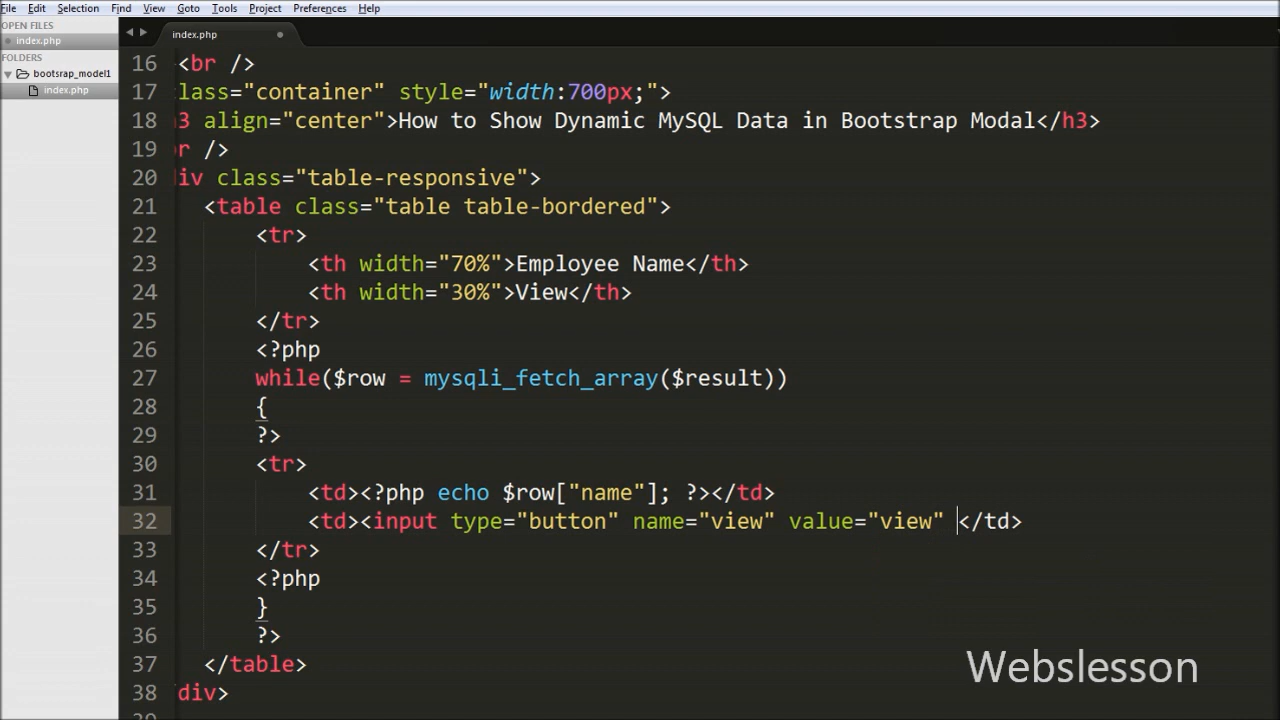 File Edit Selection Find View Goto Tools Project Preferences Help
OPEN FILES
index.php
FOLDERS
bootsrap_model1
index.php
index.php
16 <br />
17 lass="container" style="width:700px;">
18 3 align="center">How to Show Dynamic MySQL Data in Bootstrap Modal</h3>
19 r />
20 iv class="table-responsive">
21 <table class="table table-bordered">
22 <tr>
23 <th width="70%">Employee Name</th>
24 <th width="30%">View</th>
25 </tr>
26 <?php
27 while($row = mysqli_fetch_array($result))
28 {
29 ?>
30 <tr>
31 <td><?php echo $row["name"]; ?></td>
32 <td><input type="button" name="view" value="view" </td>
33 </tr>
34 <?php
35 }
36 ?>
37 </table>
38 div>
Webslesson